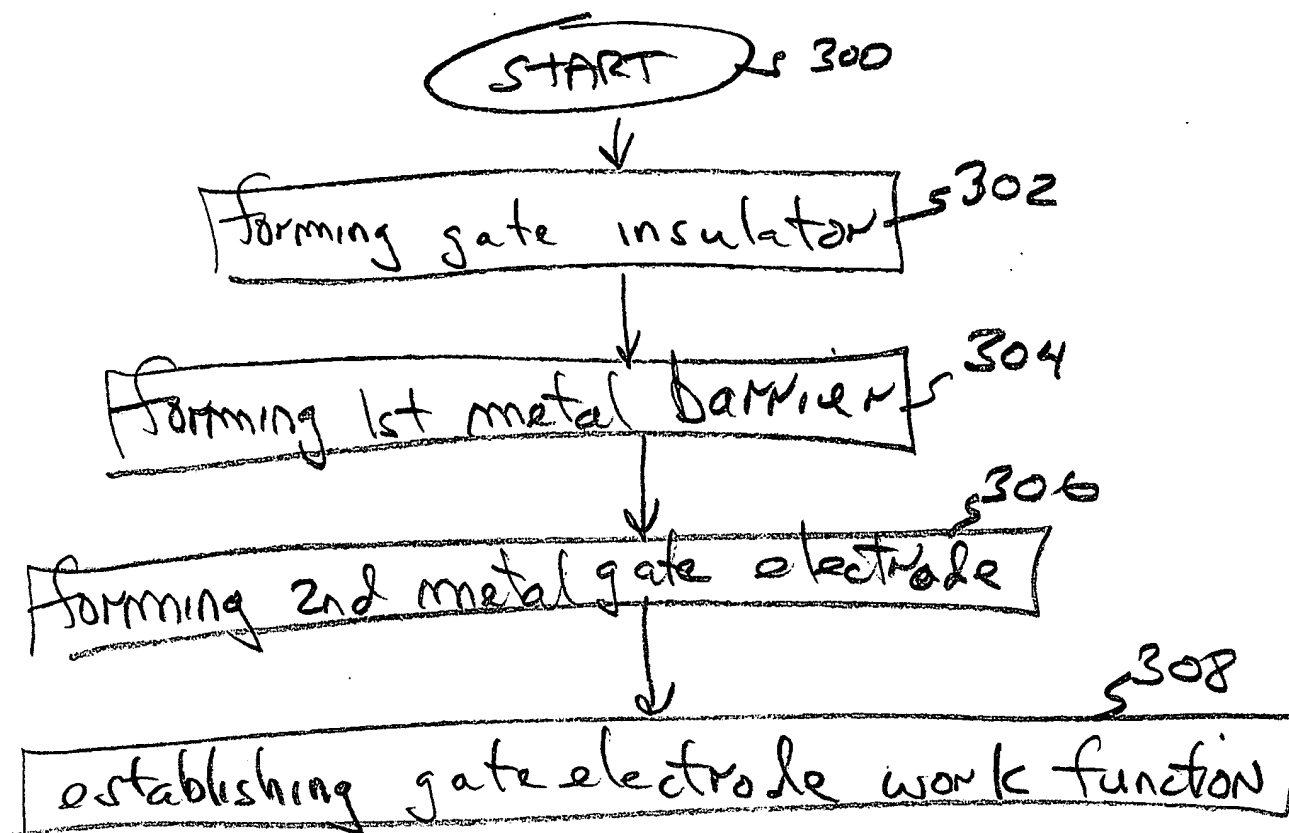 START 300
forming gate insulator 302
forming 1st metal barrier 304
306
forming 2nd metal gate electrode
308
establishing gate electrode work function